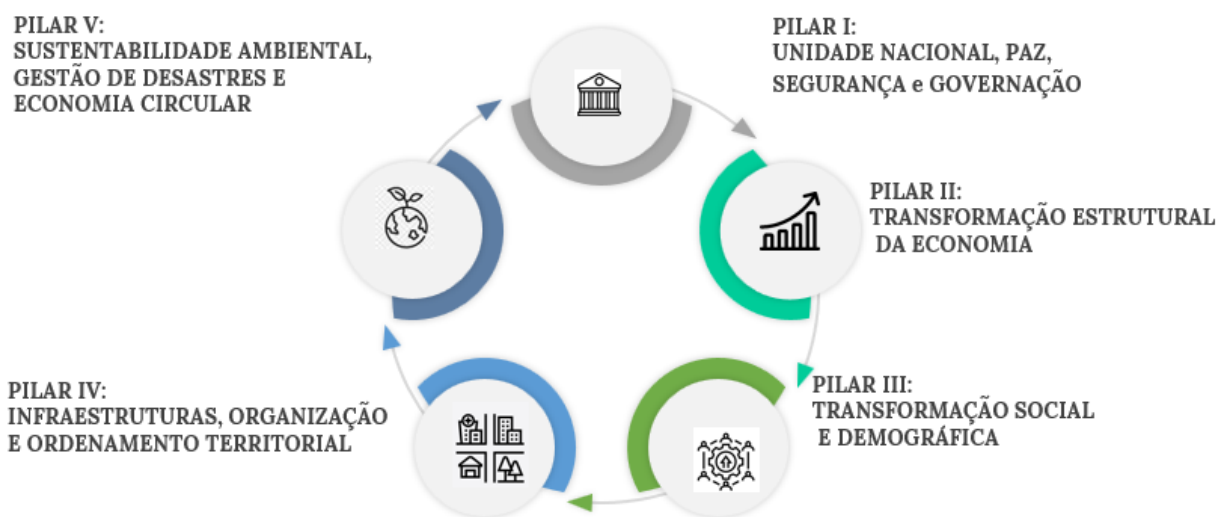 PILAR I:
UNIDADE NACIONAL, PAZ,
SEGURANÇA e GOVERNAÇÃO
PILAR II:
TRANSFORMAÇÃO ESTRUTURAL
DA ECONOMIA
PILAR III:
TRANSFORMAÇÃO SOCIAL
E DEMOGRÁFICA
PILAR IV:
INFRAESTRUTURAS, ORGANIZAÇÃO
E ORDENAMENTO TERRITORIAL
PILAR V:
SUSTENTABILIDADE AMBIENTAL,
GESTÃO DE DESASTRES E
ECONOMIA CIRCULAR